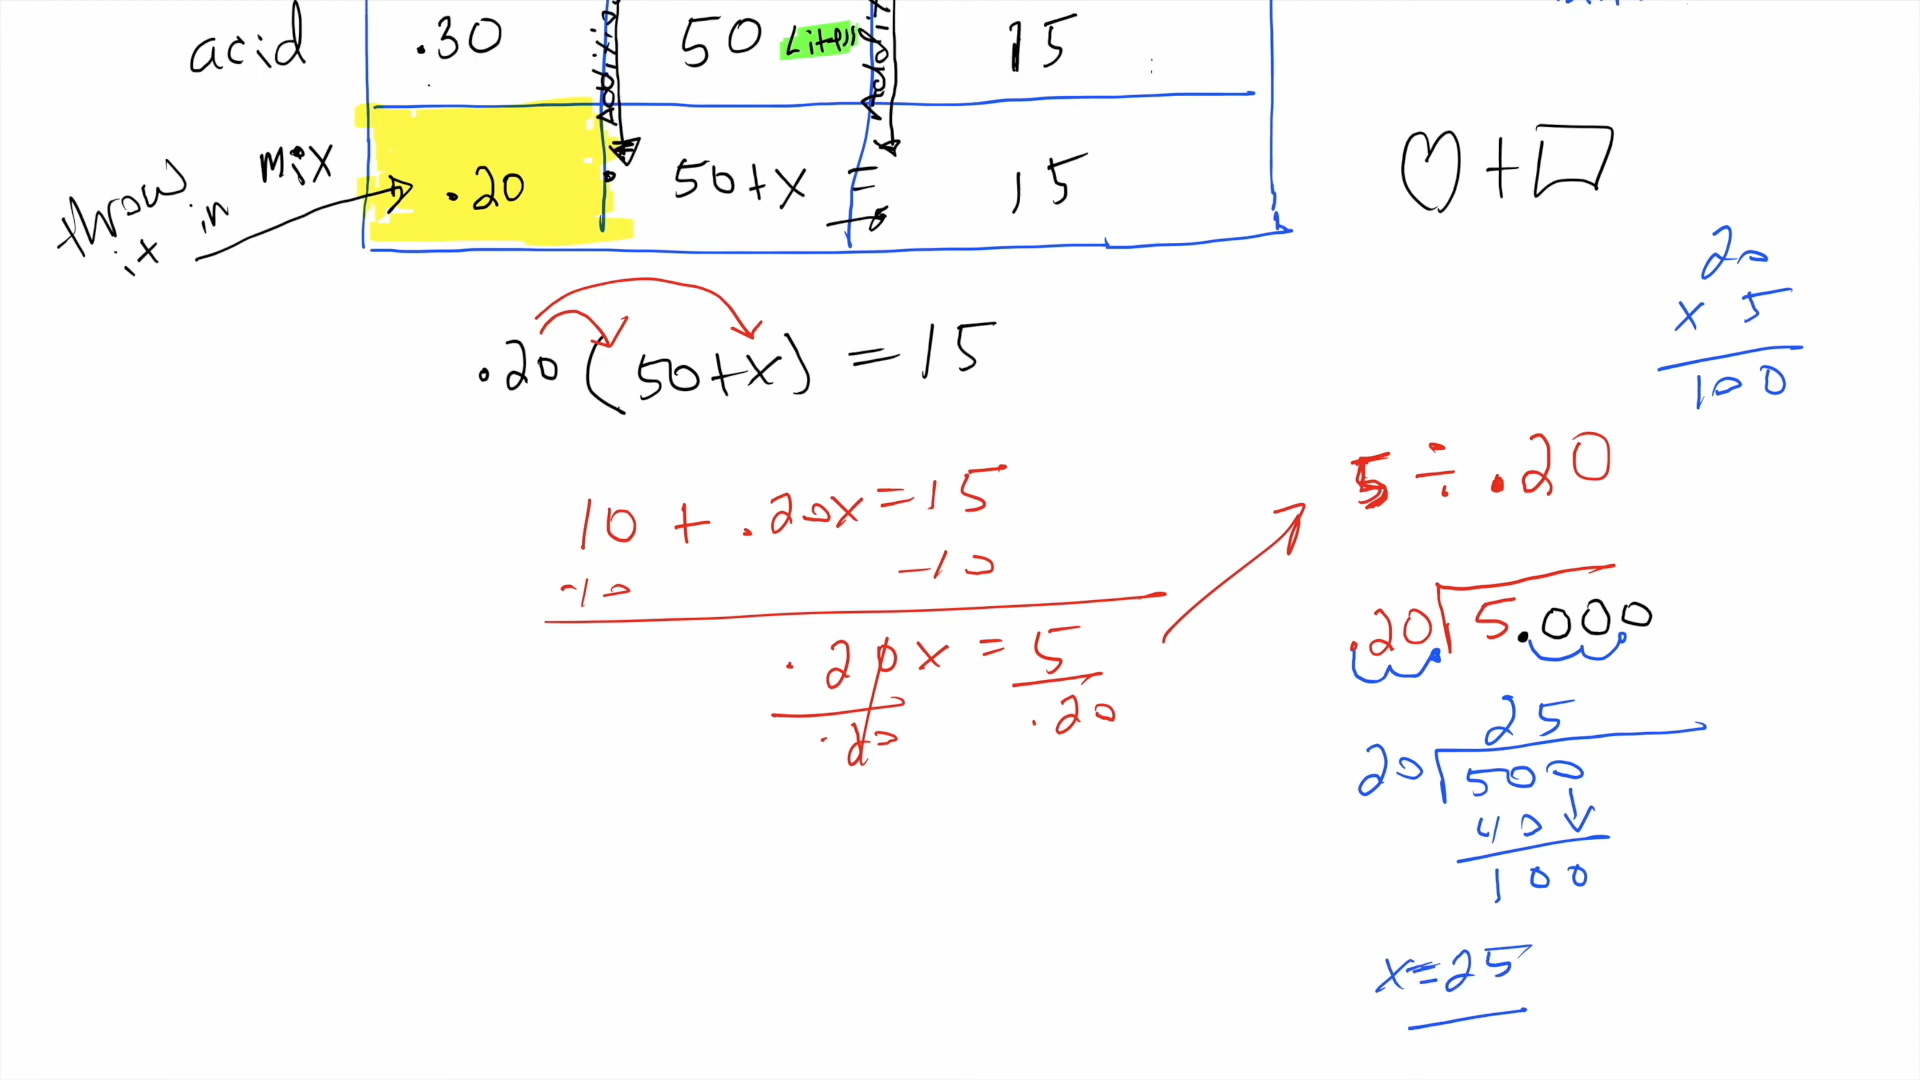 acid .30 50 Liters 15
Addition
Addit
throw it in mix
.20 · 50+x = 15
.20(50+x) = 15
10 + .20x = 15
-10 -10
.20x = 5
.20 .20
20
x 5
100
5 ÷ .20
.20 5.000
25
20 500
40
100
x=25